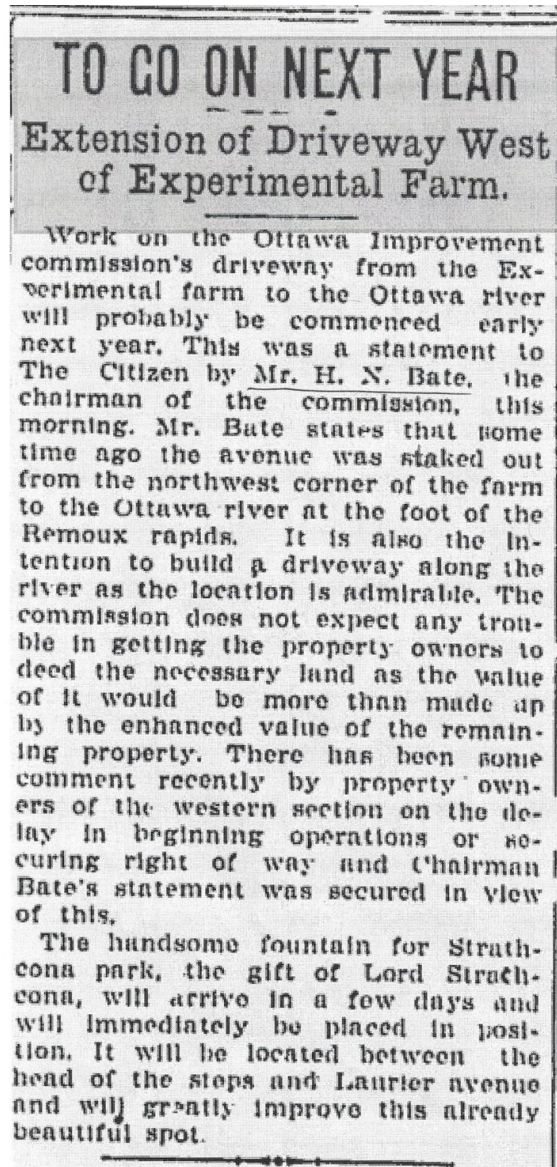 TO GO ON NEXT YEAR
Extension of Driveway West
of Experimental Farm.
Work on the Ottawa Improvement
commission's driveway from the Ex-
perimental farm to the Ottawa river
will probably be commenced early
next year. This was a statement to
The Citizen by Mr. H. N. Bate, the
chairman of the commission, this
morning. Mr. Bate states that some
time ago the avenue was staked out
from the northwest corner of the farm
to the Ottawa river at the foot of the
Remoux rapids. It is also the in-
tention to build a driveway along the
river as the location is admirable. The
commission does not expect any trou-
ble in getting the property owners to
deed the necessary land as the value
of it would be more than made up
by the enhanced value of the remain-
ing property. There has been some
comment recently by property own-
ers of the western section on the de-
lay in beginning operations or se-
curing right of way and Chairman
Bate's statement was secured in view
of this.
The handsome fountain for Strath-
cona park, the gift of Lord Strath-
cona, will arrive in a few days and
will immediately be placed in posi-
tion. It will be located between the
head of the steps and Laurier avenue
and will greatly improve this already
beautiful spot.